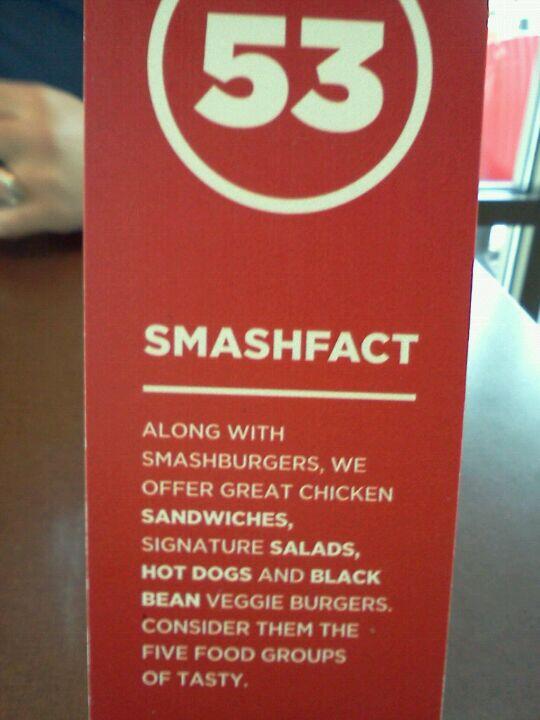 53
SMASHFACT
ALONG WITH
SMASHBURGERS, WE
OFFER GREAT CHICKEN
SANDWICHES,
SIGNATURE SALADS,
HOT DOGS AND BLACK
BEAN VEGGIE BURGERS.
CONSIDER THEM THE
FIVE FOOD GROUPS
OF TASTY.